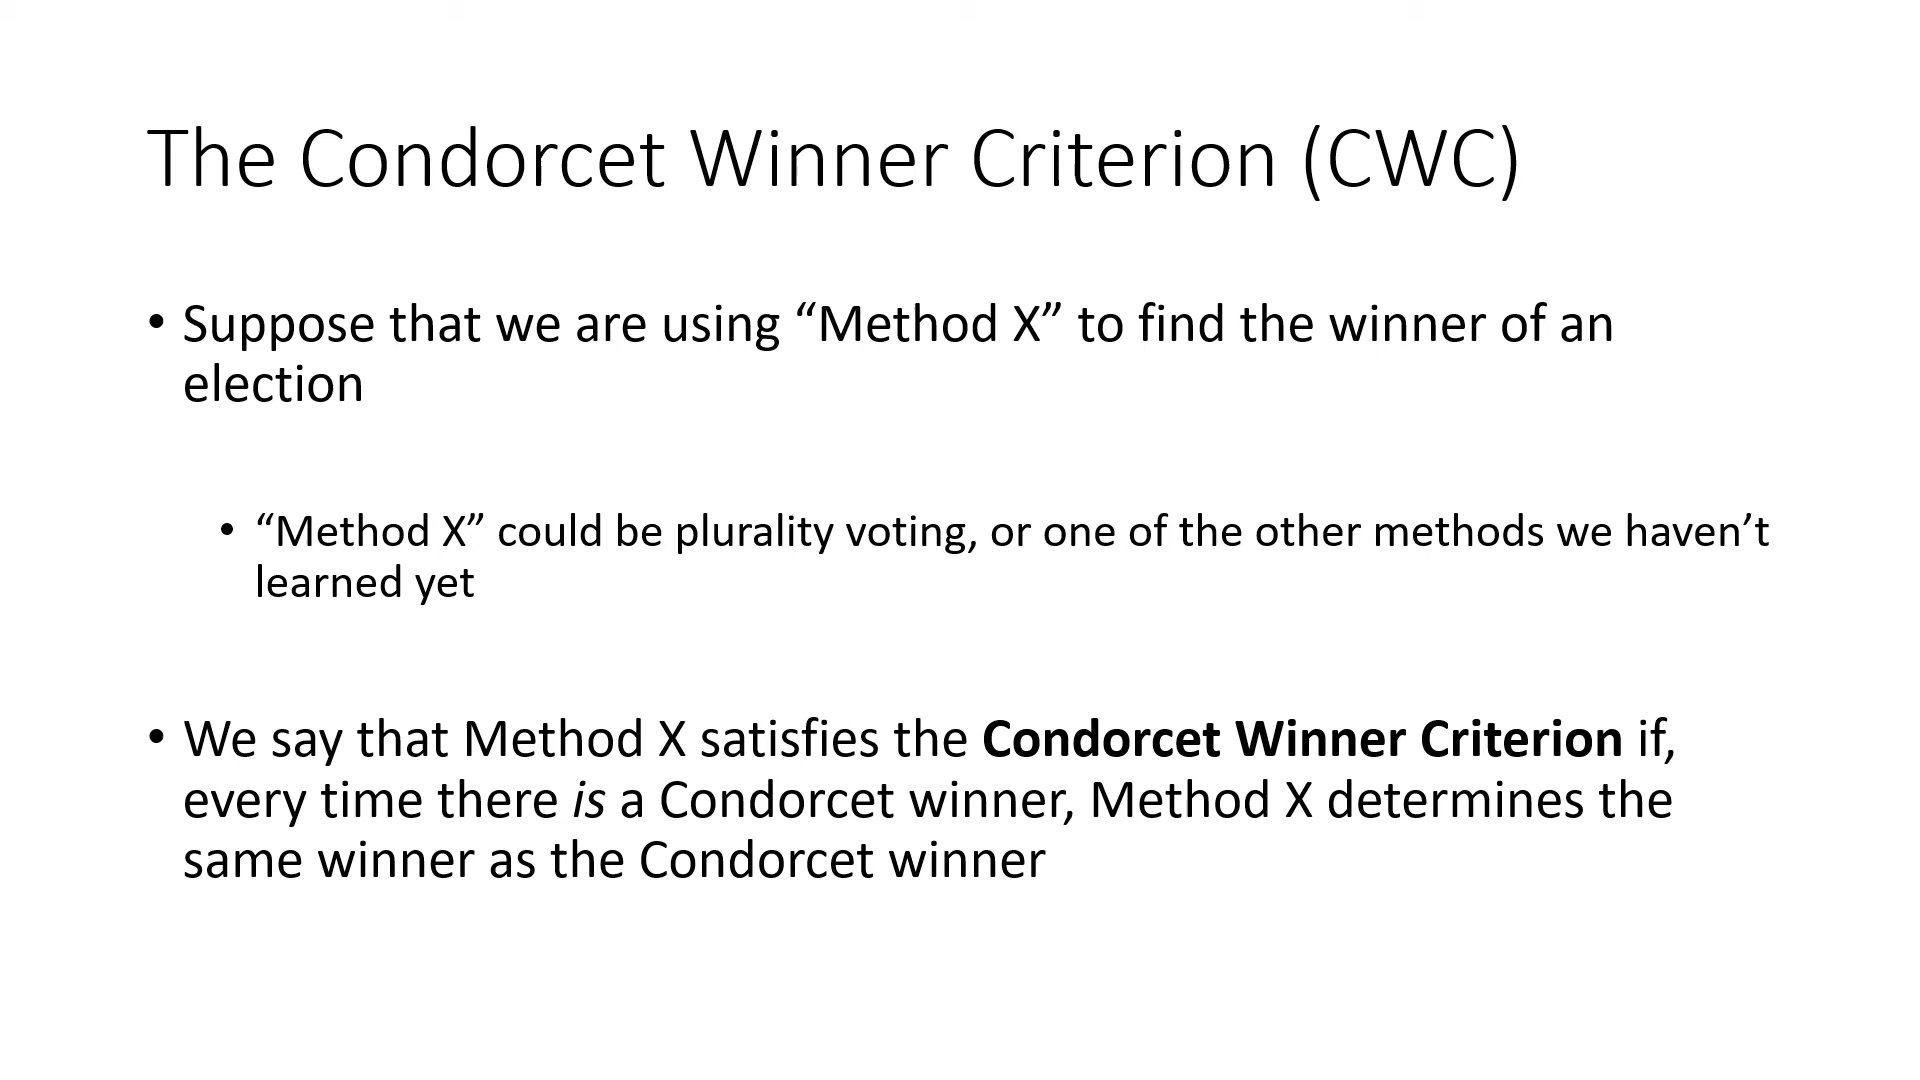 The Condorcet Winner Criterion (CWC)
• Suppose that we are using “Method X” to find the winner of an
election
• “Method X” could be plurality voting, or one of the other methods we haven’t
learned yet
• We say that Method X satisfies the Condorcet Winner Criterion if,
every time there is a Condorcet winner, Method X determines the
same winner as the Condorcet winner